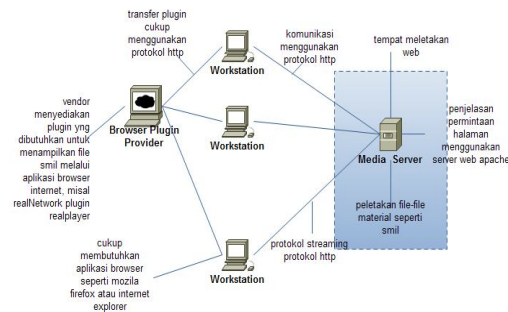 transfer plugin
cukup
menggunakan
protokol http
komunikasi
menggunakan
protokol http
tempat meletakan
web
Workstation
vendor
menyediakan
plugin yng
dibutuhkan untuk
menampilkan file
smil melalui
aplikasi browser
internet, misal
realNetwork plugin
realplayer
Browser Plugin
Provider
Workstation
Media Server
penjelasan
permintaan
halaman
menggunakan
server web apache
peletakan file-file
material seperti
smil
protokol streaming
protokol http
cukup
membutuhkan
aplikasi browser
seperti mozila
firefox atau internet
explorer
Workstation